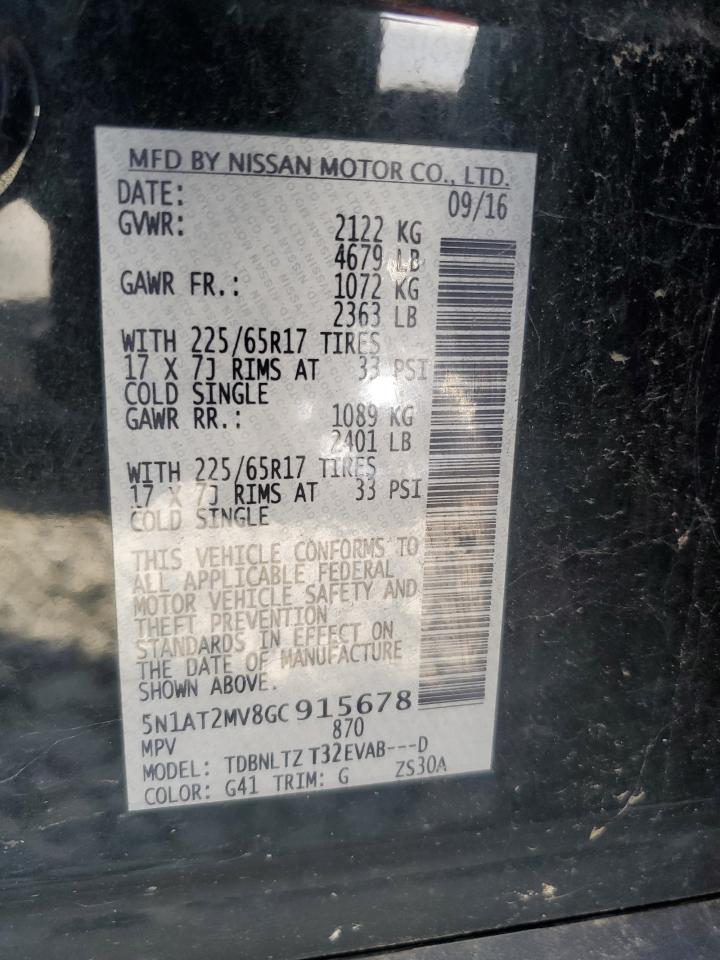 MFD BY NISSAN MOTOR CO., LTD.
DATE: 09/16
GVWR: 2122 KG
4679 LB
GAWR FR.: 1072 KG
2363 LB
WITH 225/65R17 TIRES
17 X 7J RIMS AT 33 PSI
COLD SINGLE
GAWR RR.: 1089 KG
2401 LB
WITH 225/65R17 TIRES
17 X 7J RIMS AT 33 PSI
COLD SINGLE
THIS VEHICLE CONFORMS TO
ALL APPLICABLE FEDERAL
MOTOR VEHICLE SAFETY AND
THEFT PREVENTION
STANDARDS IN EFFECT ON
THE DATE OF MANUFACTURE
SHOWN ABOVE.
5N1AT2MV8GC915678
MPV 870
MODEL: TDBNLTZ T32EVAB---D
COLOR: G41 TRIM: G ZS30A